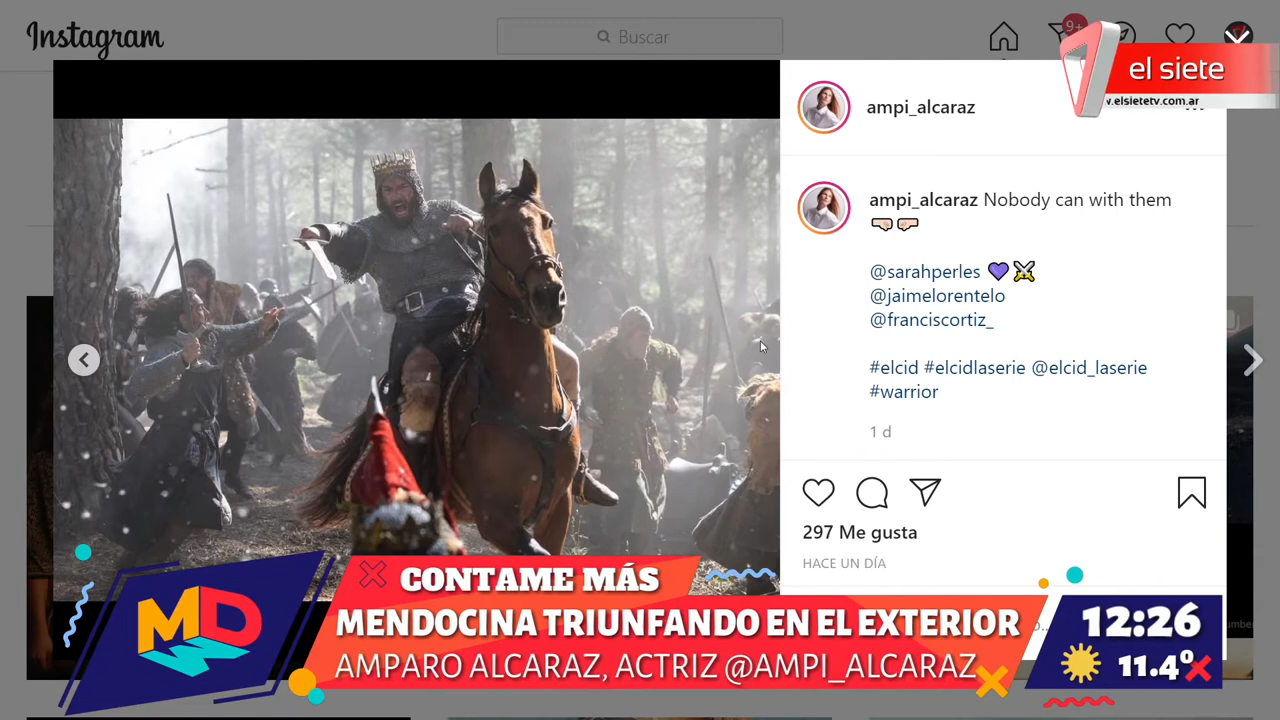 Instagram
Buscar
9+
el siete
w.elsietetv.com.ar
ampi_alcaraz
ampi_alcaraz Nobody can with them
@sarahperles
@jaimelorentelo
@franciscortiz_
#elcid #elcidlaserie @elcid_laserie
#warrior
1 d
297 Me gusta
HACE UN DÍA
MD
CONTAME MÁS
MENDOCINA TRIUNFANDO EN EL EXTERIOR
AMPARO ALCARAZ, ACTRIZ @AMPI_ALCARAZ
12:26
11.4º